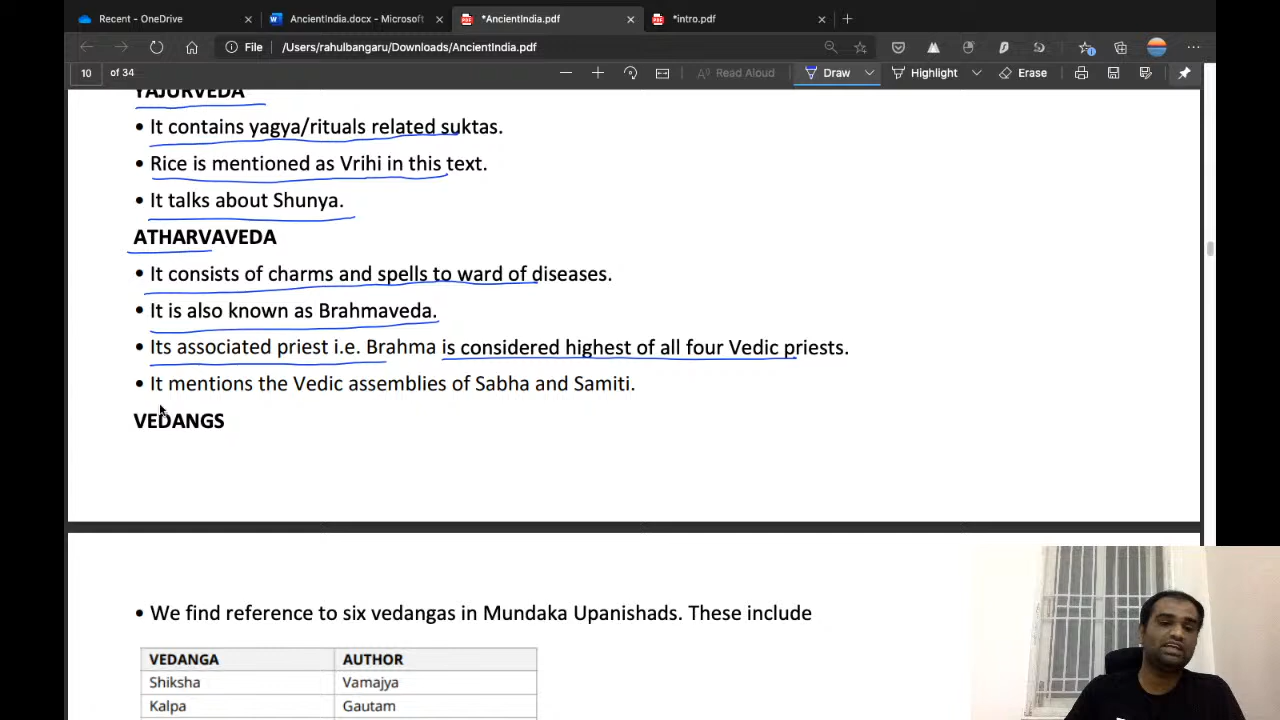 Recent - OneDrive
AncientIndia.docx - Microsoft
*AncientIndia.pdf
*intro.pdf
File
/Users/rahulbangaru/Downloads/AncientIndia.pdf
10 of 34
Read Aloud
Draw
Highlight
Erase
YAJURVEDA
• It contains yagya/rituals related suktas.
• Rice is mentioned as Vrihi in this text.
• It talks about Shunya.
ATHARVAVEDA
• It consists of charms and spells to ward of diseases.
• It is also known as Brahmaveda.
• Its associated priest i.e. Brahma is considered highest of all four Vedic priests.
• It mentions the Vedic assemblies of Sabha and Samiti.
VEDANGS
• We find reference to six vedangas in Mundaka Upanishads. These include
VEDANGA AUTHOR
Shiksha Vamajya
Kalpa Gautam